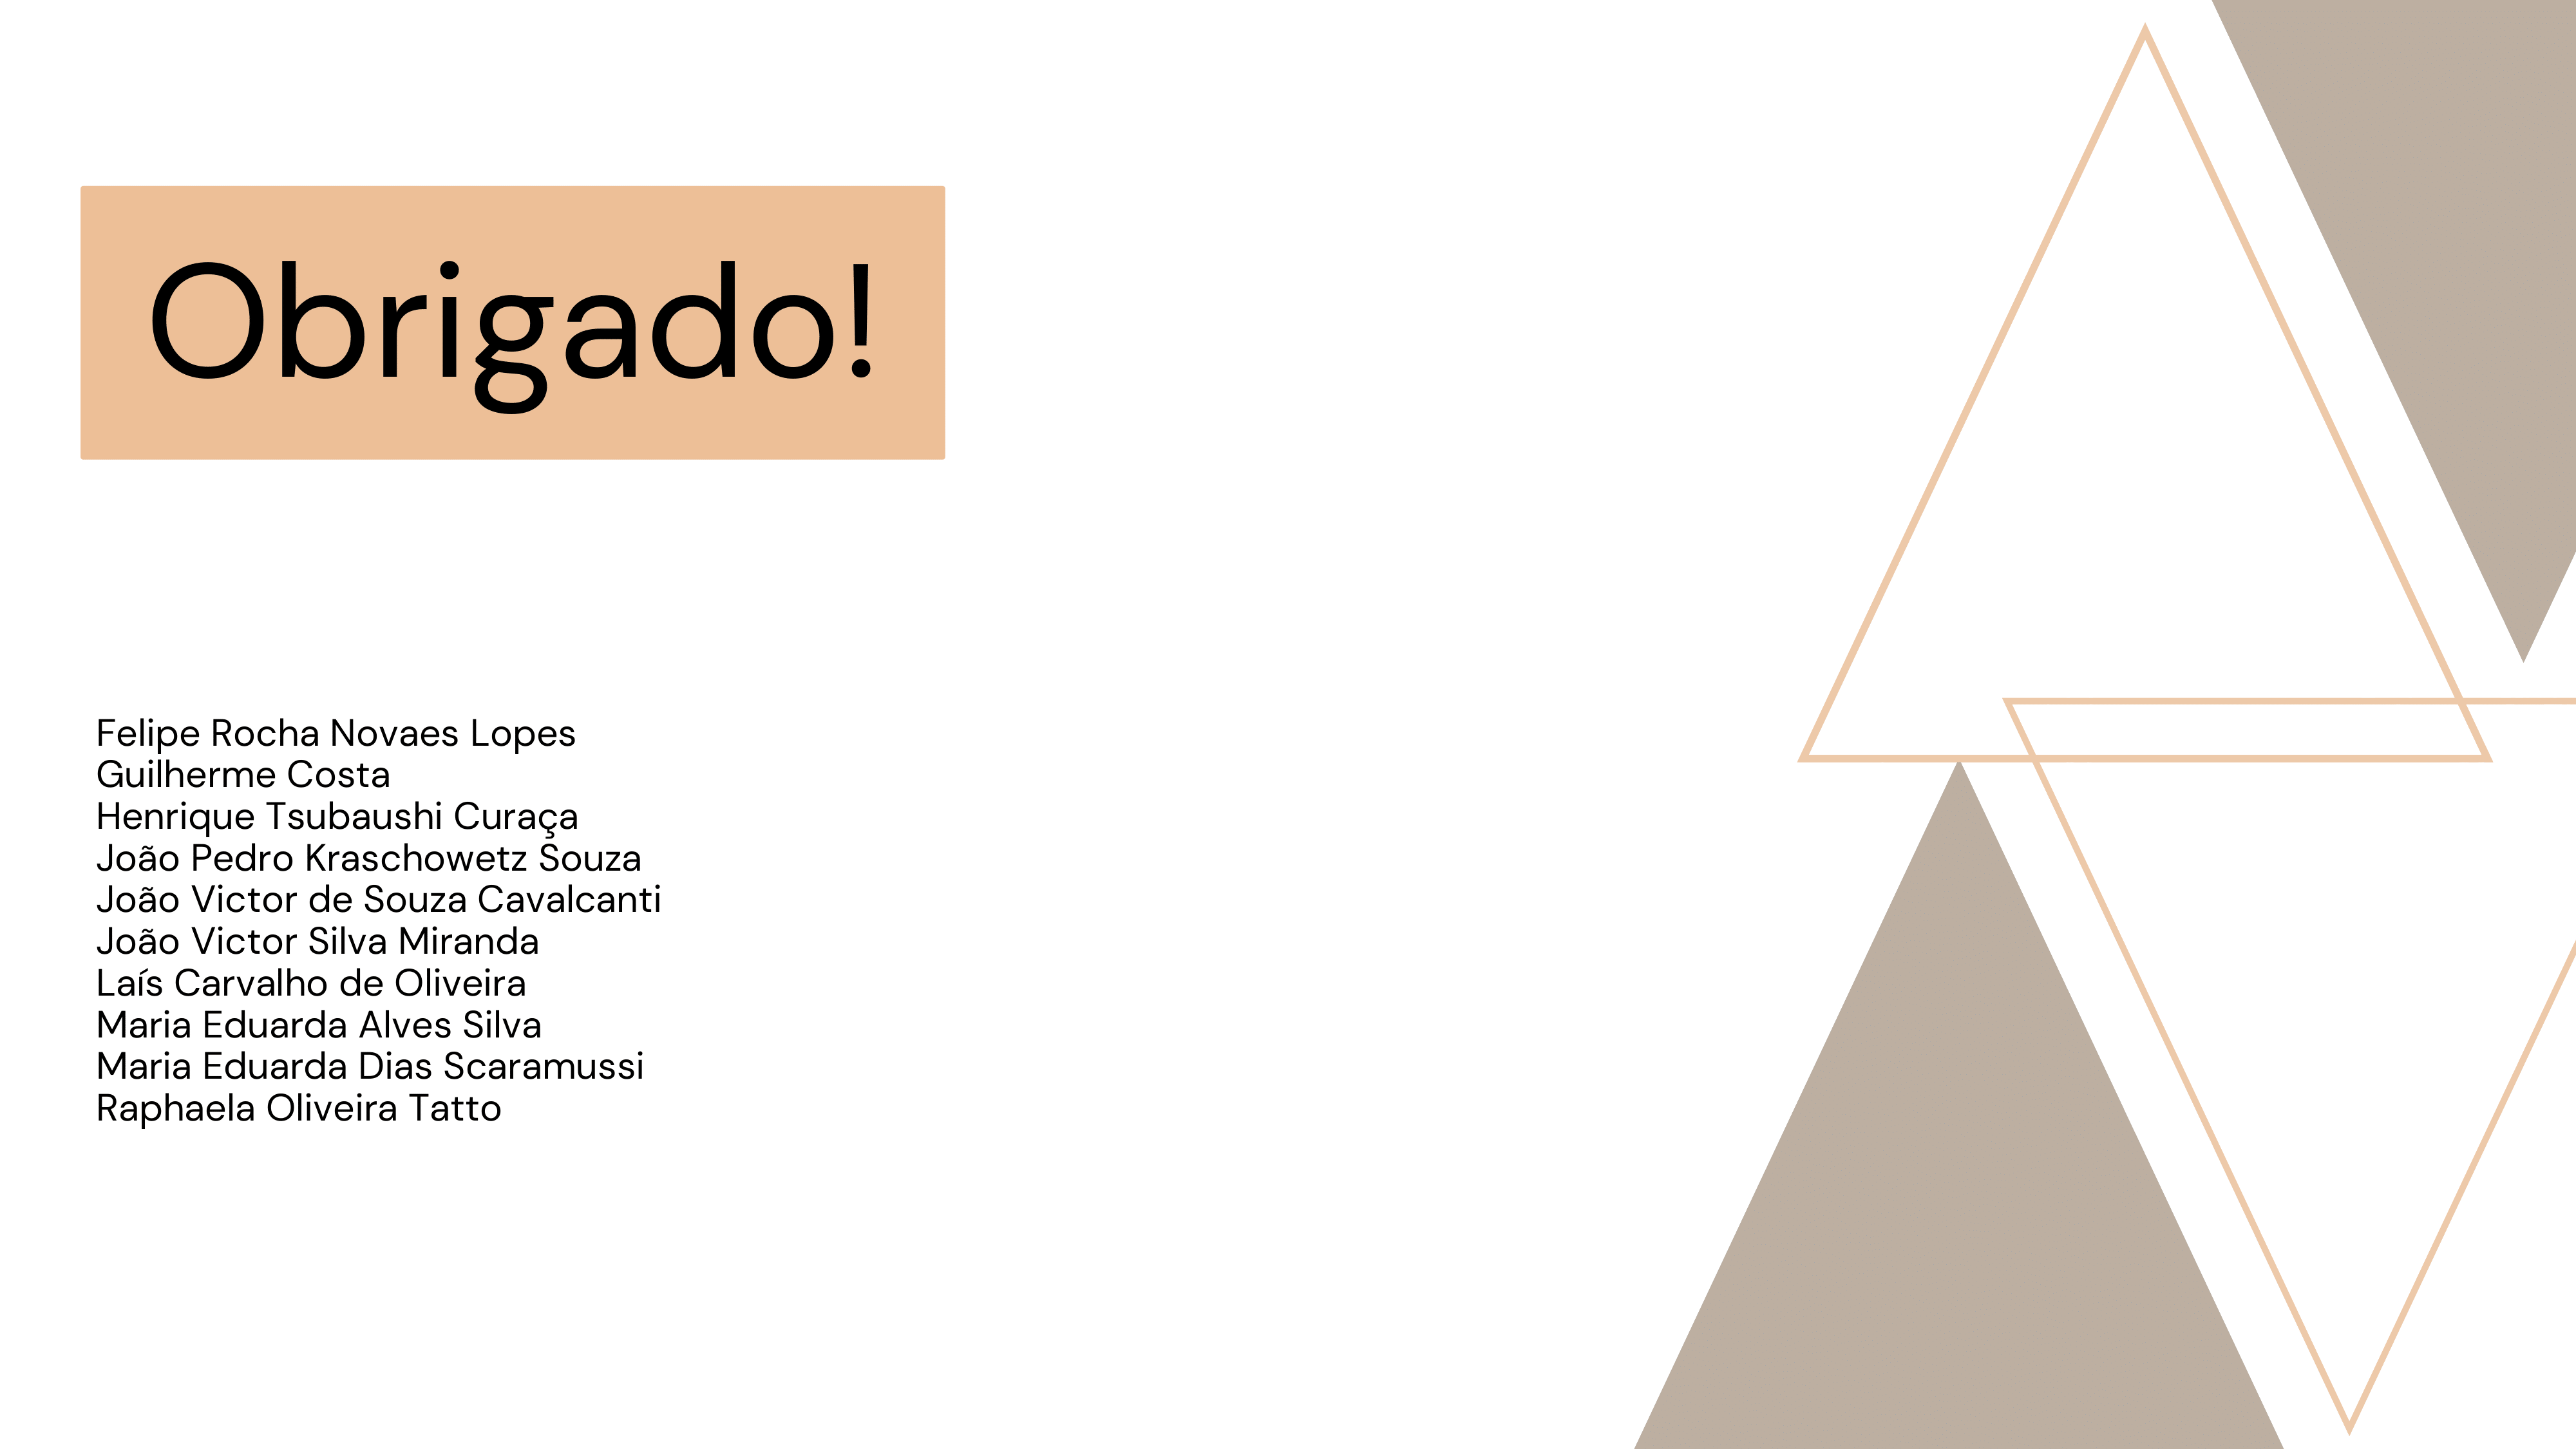 Obrigado!
Felipe Rocha Novaes Lopes
Guilherme Costa
Henrique Tsubaushi Curaça
João Pedro Kraschowetz Souza
João Victor de Souza Cavalcanti
João Victor Silva Miranda
Laís Carvalho de Oliveira
Maria Eduarda Alves Silva
Maria Eduarda Dias Scaramussi
Raphaela Oliveira Tatto